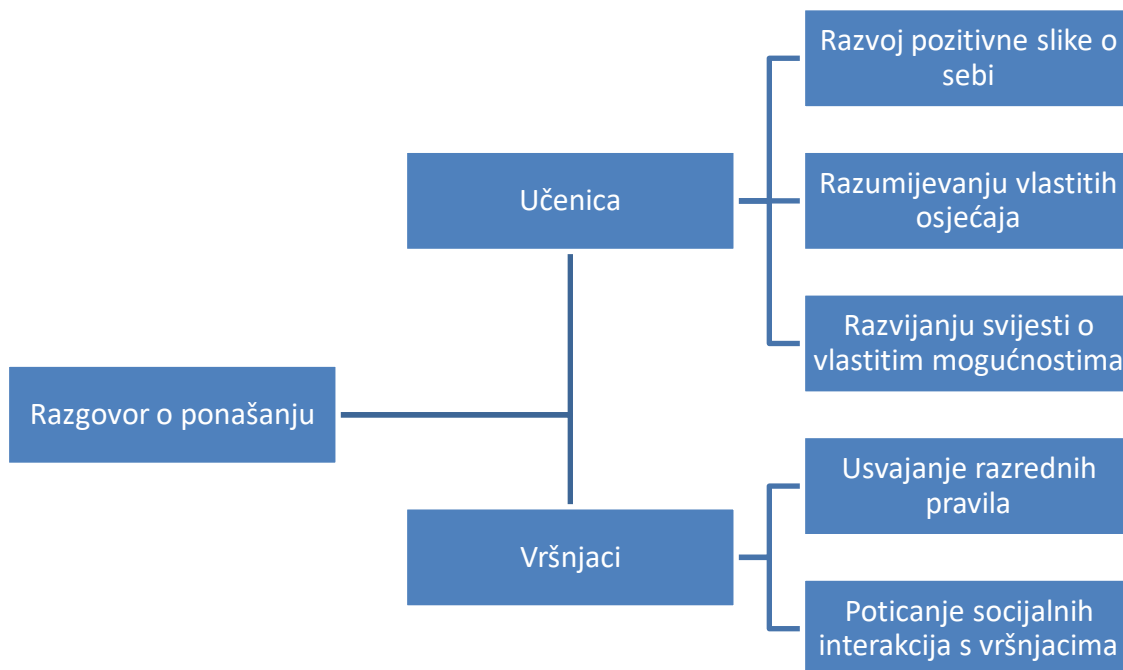 Razvoj pozitivne slike o
sebi
Učenica
Razumijevanju vlastitih
osjećaja
Razvijanju svijesti o
vlastitim mogućnostima
Razgovor o ponašanju
Usvajanje razrednih
pravila
Vršnjaci
Poticanje socijalnih
interakcija s vršnjacima